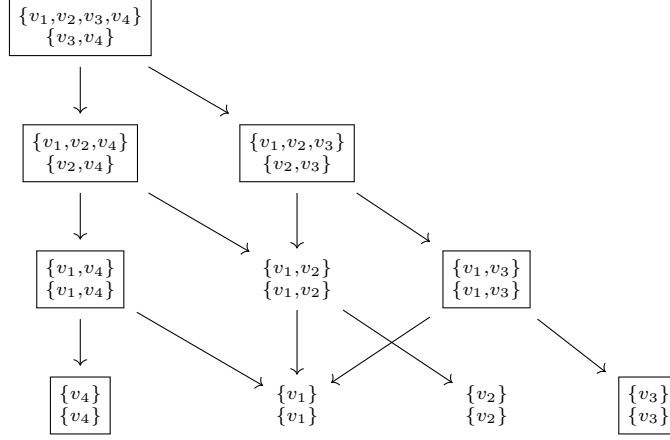 {v₁,v₂,v₃,v₄}
{v₃,v₄}
{v₁,v₂,v₄}
{v₂,v₄}
{v₁,v₂,v₃}
{v₂,v₃}
{v₁,v₄}
{v₁,v₄}
{v₁,v₂}
{v₁,v₂}
{v₁,v₃}
{v₁,v₃}
{v₄}
{v₄}
{v₁}
{v₁}
{v₂}
{v₂}
{v₃}
{v₃}